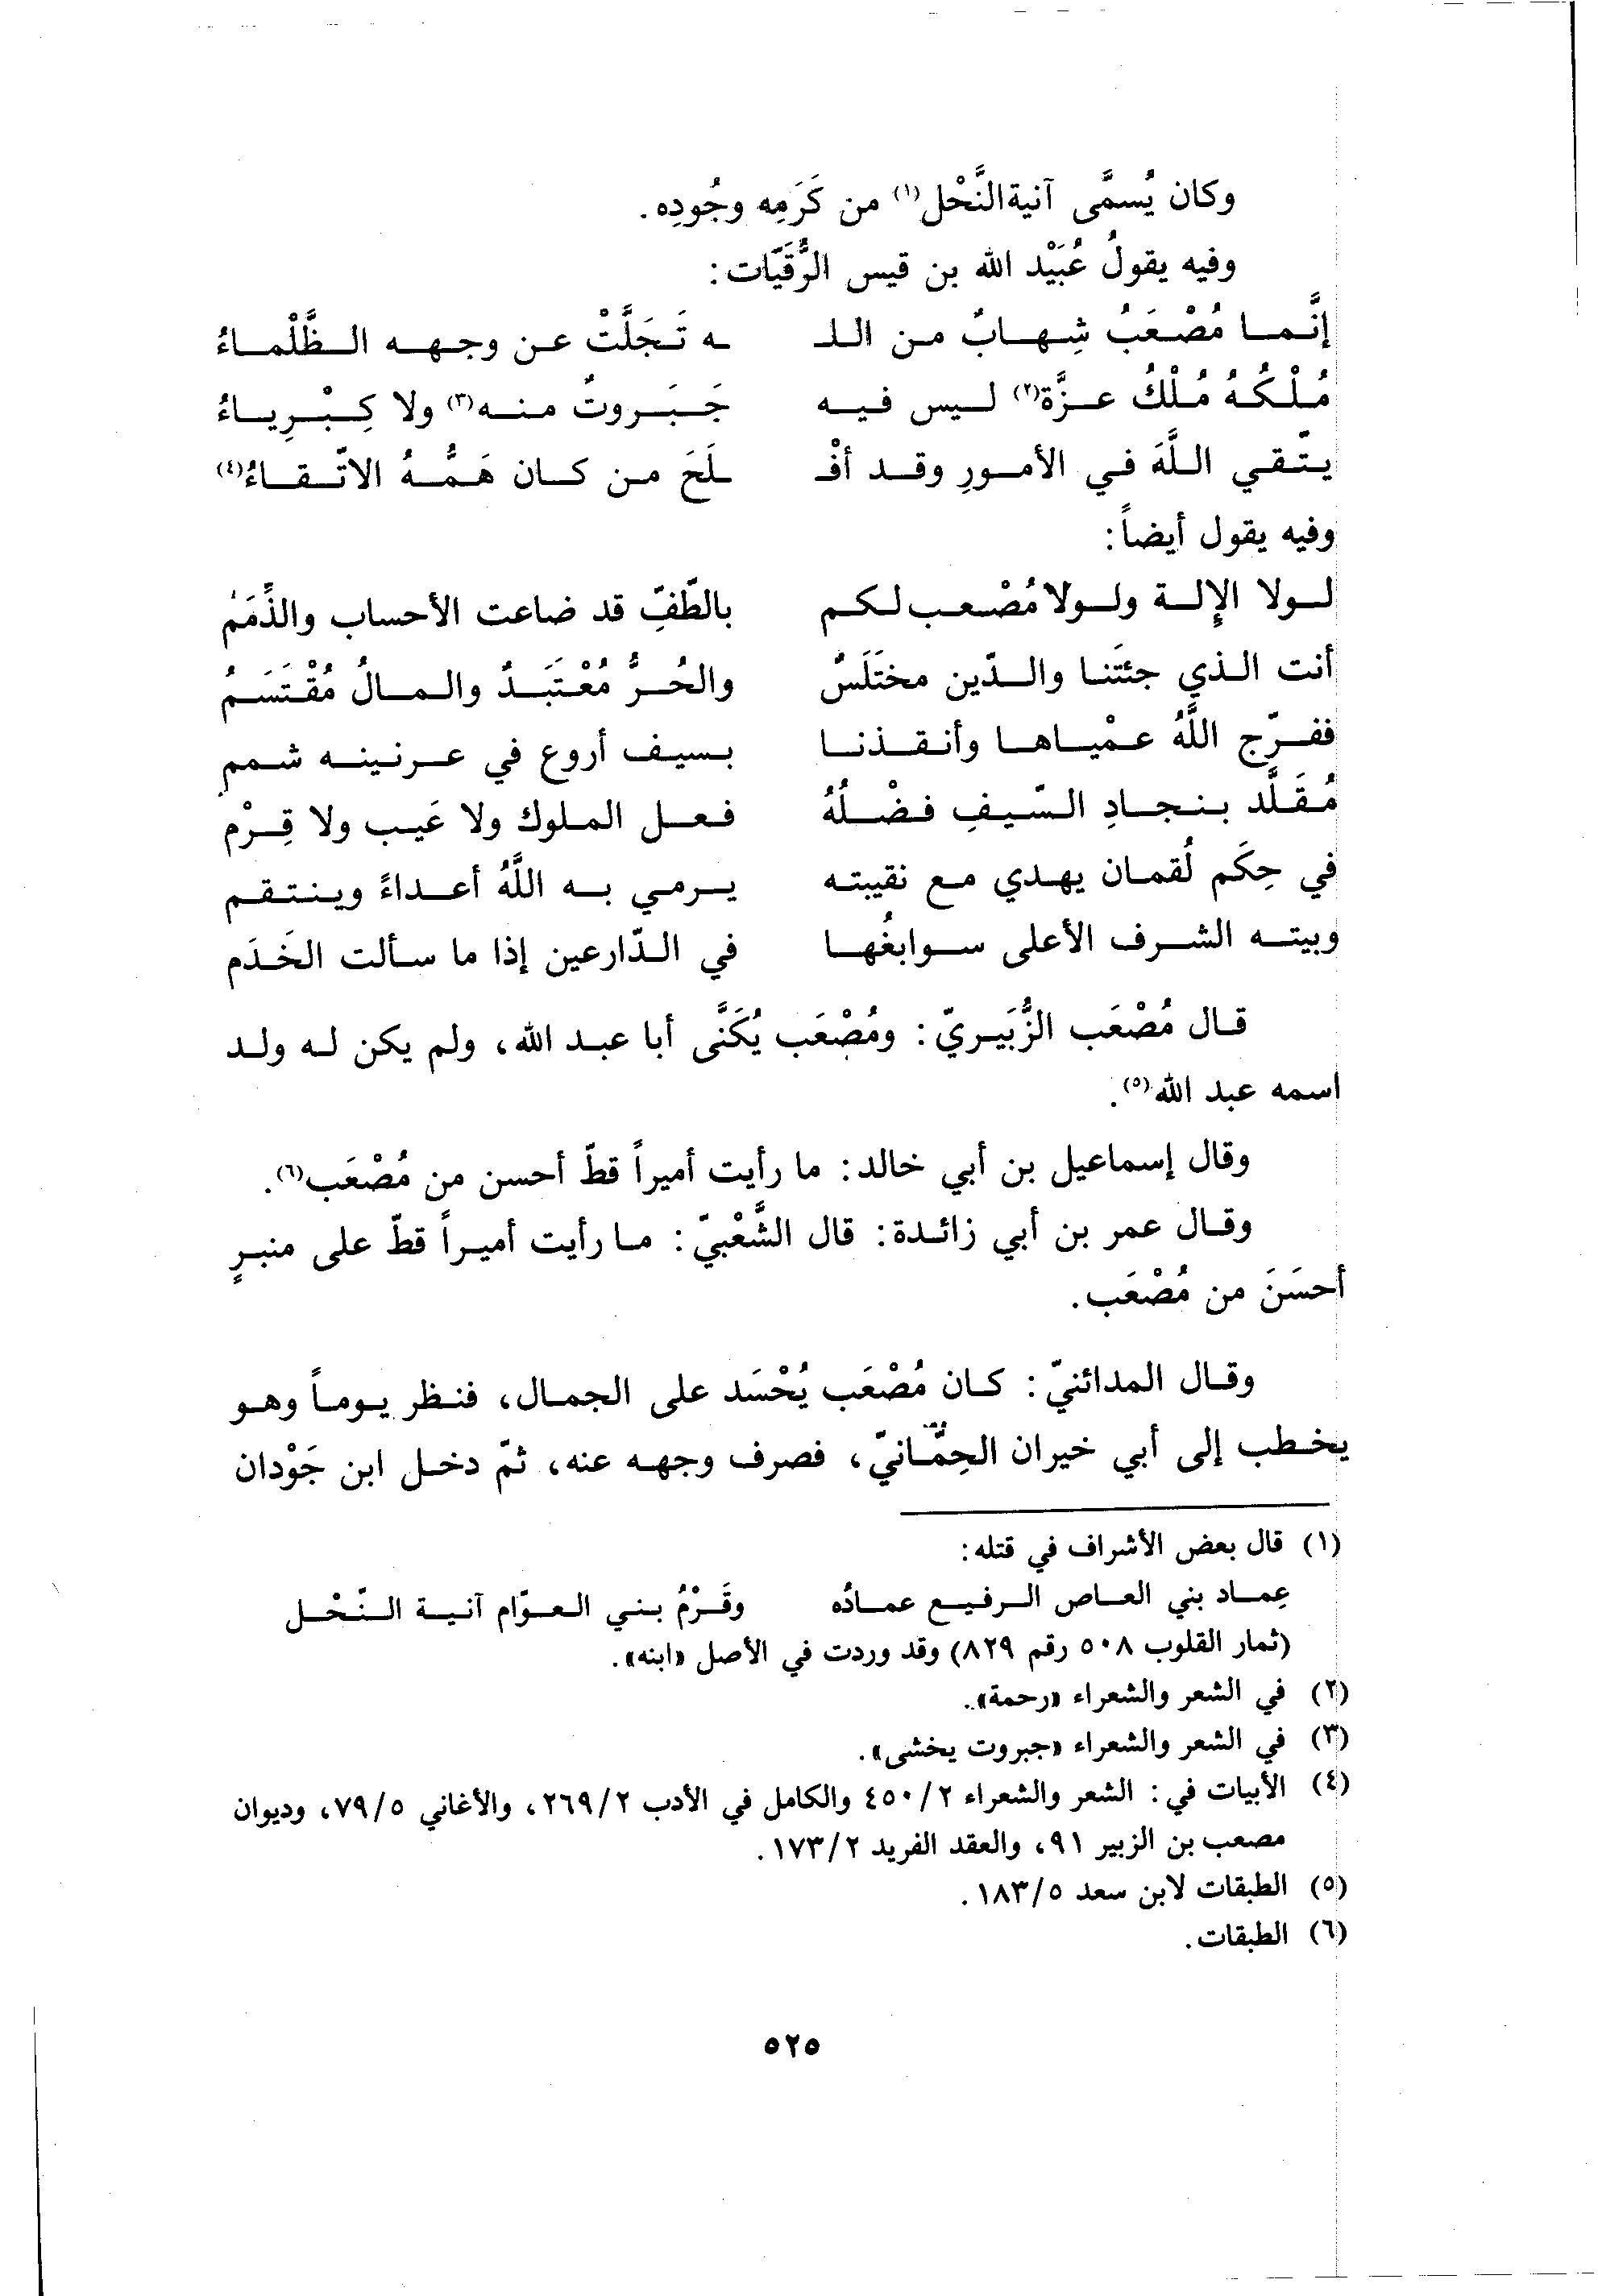 وكان يُسمَّى آنية النَّحْل(١) من كَرَمِه وجُودِه.
وفيه يقولُ عُبَيْد الله بن قيس الرُّقَيَّات:
إنَّما مُصْعَبُ شِهابٌ من اللـ ـه تَجَلَّتْ عن وجهه الظَّلْماءُ
مُلْكُهُ مُلْكُ عزَّة(٢) ليس فيه جَبَروتٌ منه(٣) ولا كِبْرِياءُ
يتّقي اللَّهَ في الأمورِ وقد أفْـ ـلَحَ من كان هَمُّهُ الاتّقاءُ(٤)
وفيه يقول أيضاً:
لولا الإلة ولولا مُصْعب لكم بالطّفِّ قد ضاعت الأحساب والذِّمَمُ
أنت الذي جئتَنا والدّين مختَلَسٌ والحُرُّ مُعْتَبَدٌ والمالُ مُقْتَسَمُ
ففرّج اللَّهُ عمْياها وأنقذنا بسيف أروع في عرنينه شمم
مُقَلَّد بنجادِ السّيفِ فضْلُهُ فعل الملوك ولا عَيب ولا قِرْم
في حِكَم لُقمان يهدي مع نقيبته يرمي به اللَّهُ أعداءً وينتقم
وبيته الشرف الأعلى سوابغُها في الدّارعين إذا ما سألت الخَدَم
قال مُصْعَب الزُّبَيريّ: ومُصْعَب يُكَنَّى أبا عبد الله، ولم يكن له ولد
اسمه عبد الله(٥).
وقال إسماعيل بن أبي خالد: ما رأيت أميراً قطّ أحسن من مُصْعَب(٦).
وقال عمر بن أبي زائدة: قال الشَّعْبيّ: ما رأيت أميراً قطّ على منبرٍ
أحسَنَ من مُصْعَب.
وقال المدائنيّ: كان مُصْعَب يُحْسَد على الجمال، فنظر يوماً وهو
يخطب إلى أبي خيران الحِمَّانيّ، فصرف وجهه عنه، ثمّ دخل ابن جَوْدان
(١) قال بعض الأشراف في قتله:
عِماد بني العاص الرفيع عمادُه وقَرْمُ بني العوّام آنية النّحْل
(ثمار القلوب ٥٠٨ رقم ٨٢٩) وقد وردت في الأصل «ابنه».
(٢) في الشعر والشعراء «رحمة».
(٣) في الشعر والشعراء «جبروت يخشى».
(٤) الأبيات في: الشعر والشعراء ٤٥٠/٢ والكامل في الأدب ٢٦٩/٢، والأغاني ٧٩/٥، وديوان
مصعب بن الزبير ٩١، والعقد الفريد ١٧٣/٢.
(٥) الطبقات لابن سعد ١٨٣/٥.
(٦) الطبقات.
٥٢٥